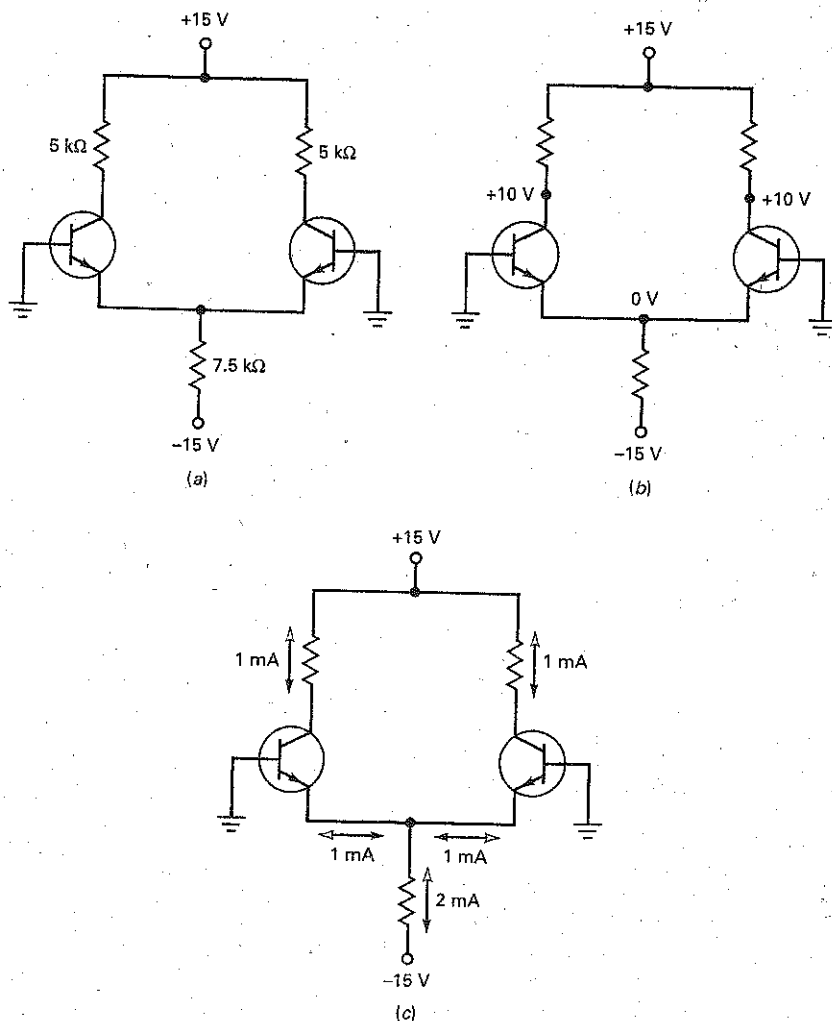 +15 V
5 kΩ
5 kΩ
7.5 kΩ
–15 V
(a)
+15 V
+10 V
+10 V
0 V
–15 V
(b)
+15 V
1 mA
1 mA
1 mA
1 mA
2 mA
–15 V
(c)